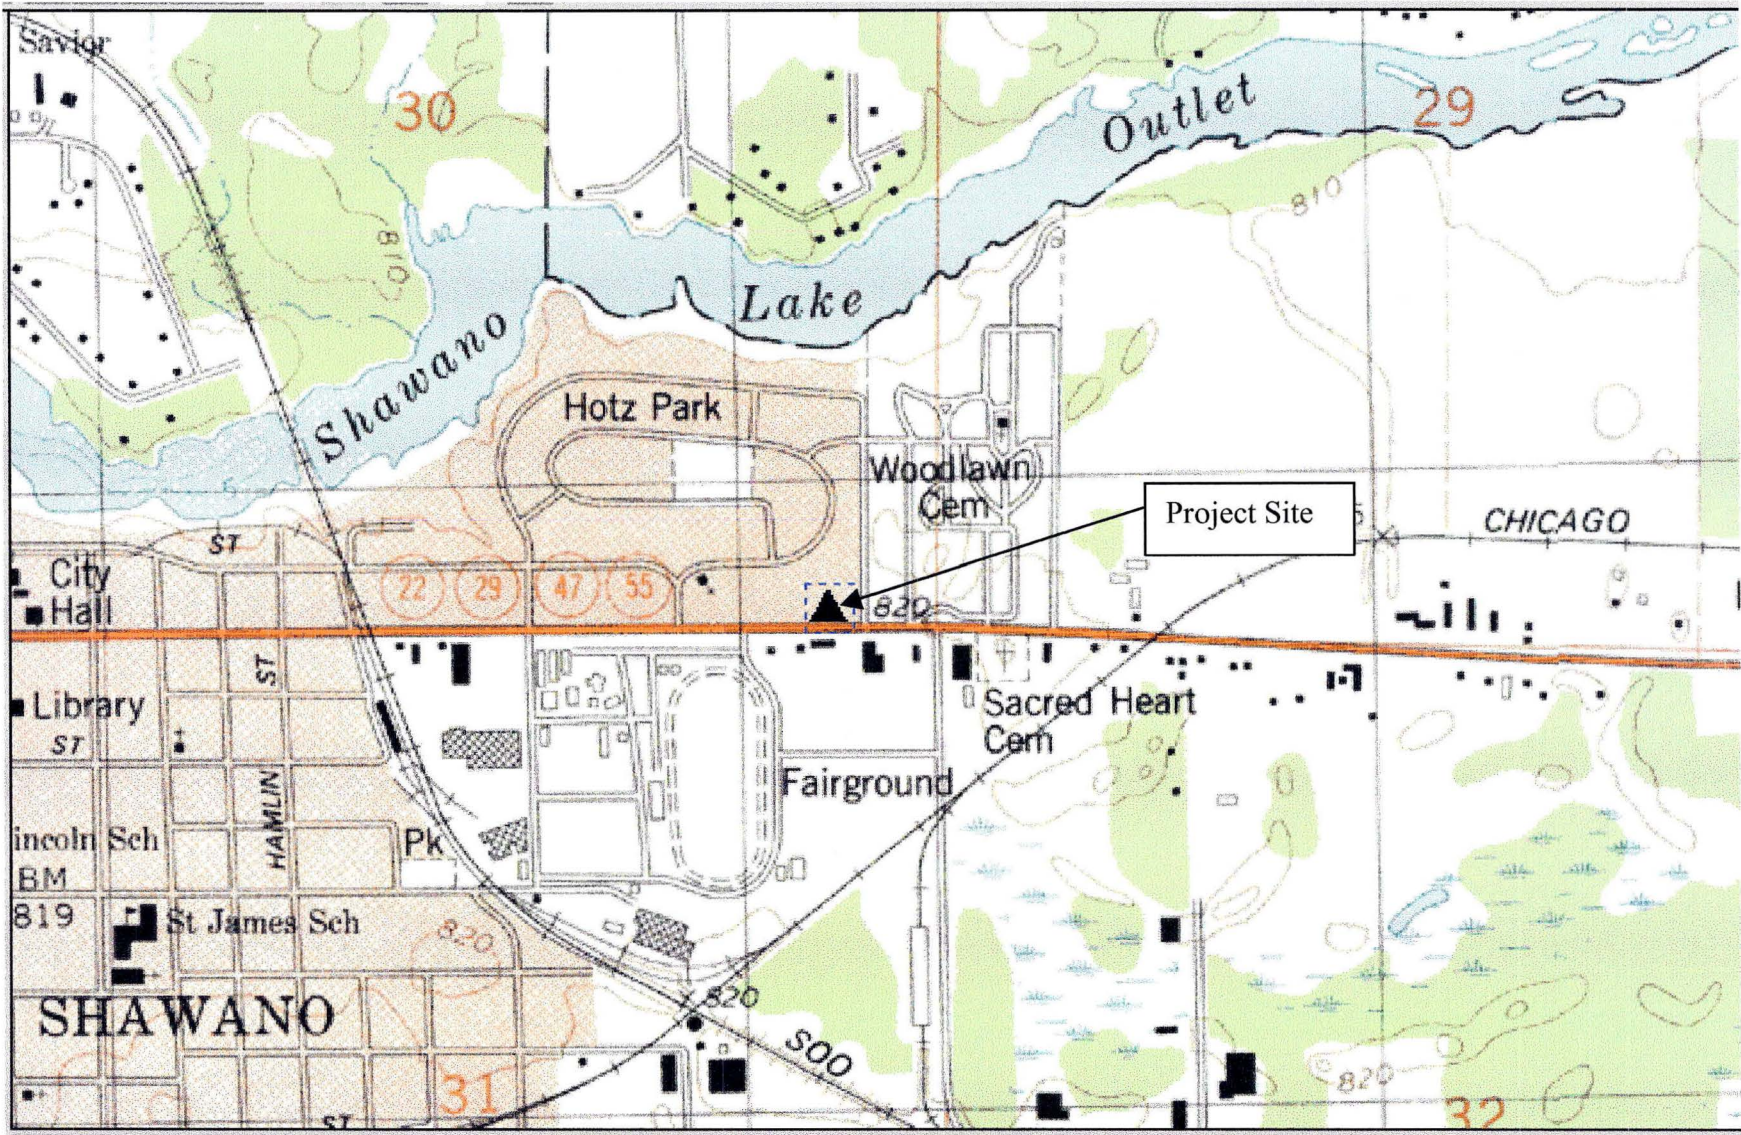 Savior
30
29
Outlet
810
810
Lake
Shawano
Hotz Park
Woodlawn
Cem
Project Site
CHICAGO
ST
City
Hall
22
29
47
55
820
ST
Library
ST
Sacred Heart
Cem
Fairground
HAMLIN
incoln Sch
Pk
BM
819
St James Sch
820
820
SHAWANO
SOO
820
31
32
ST